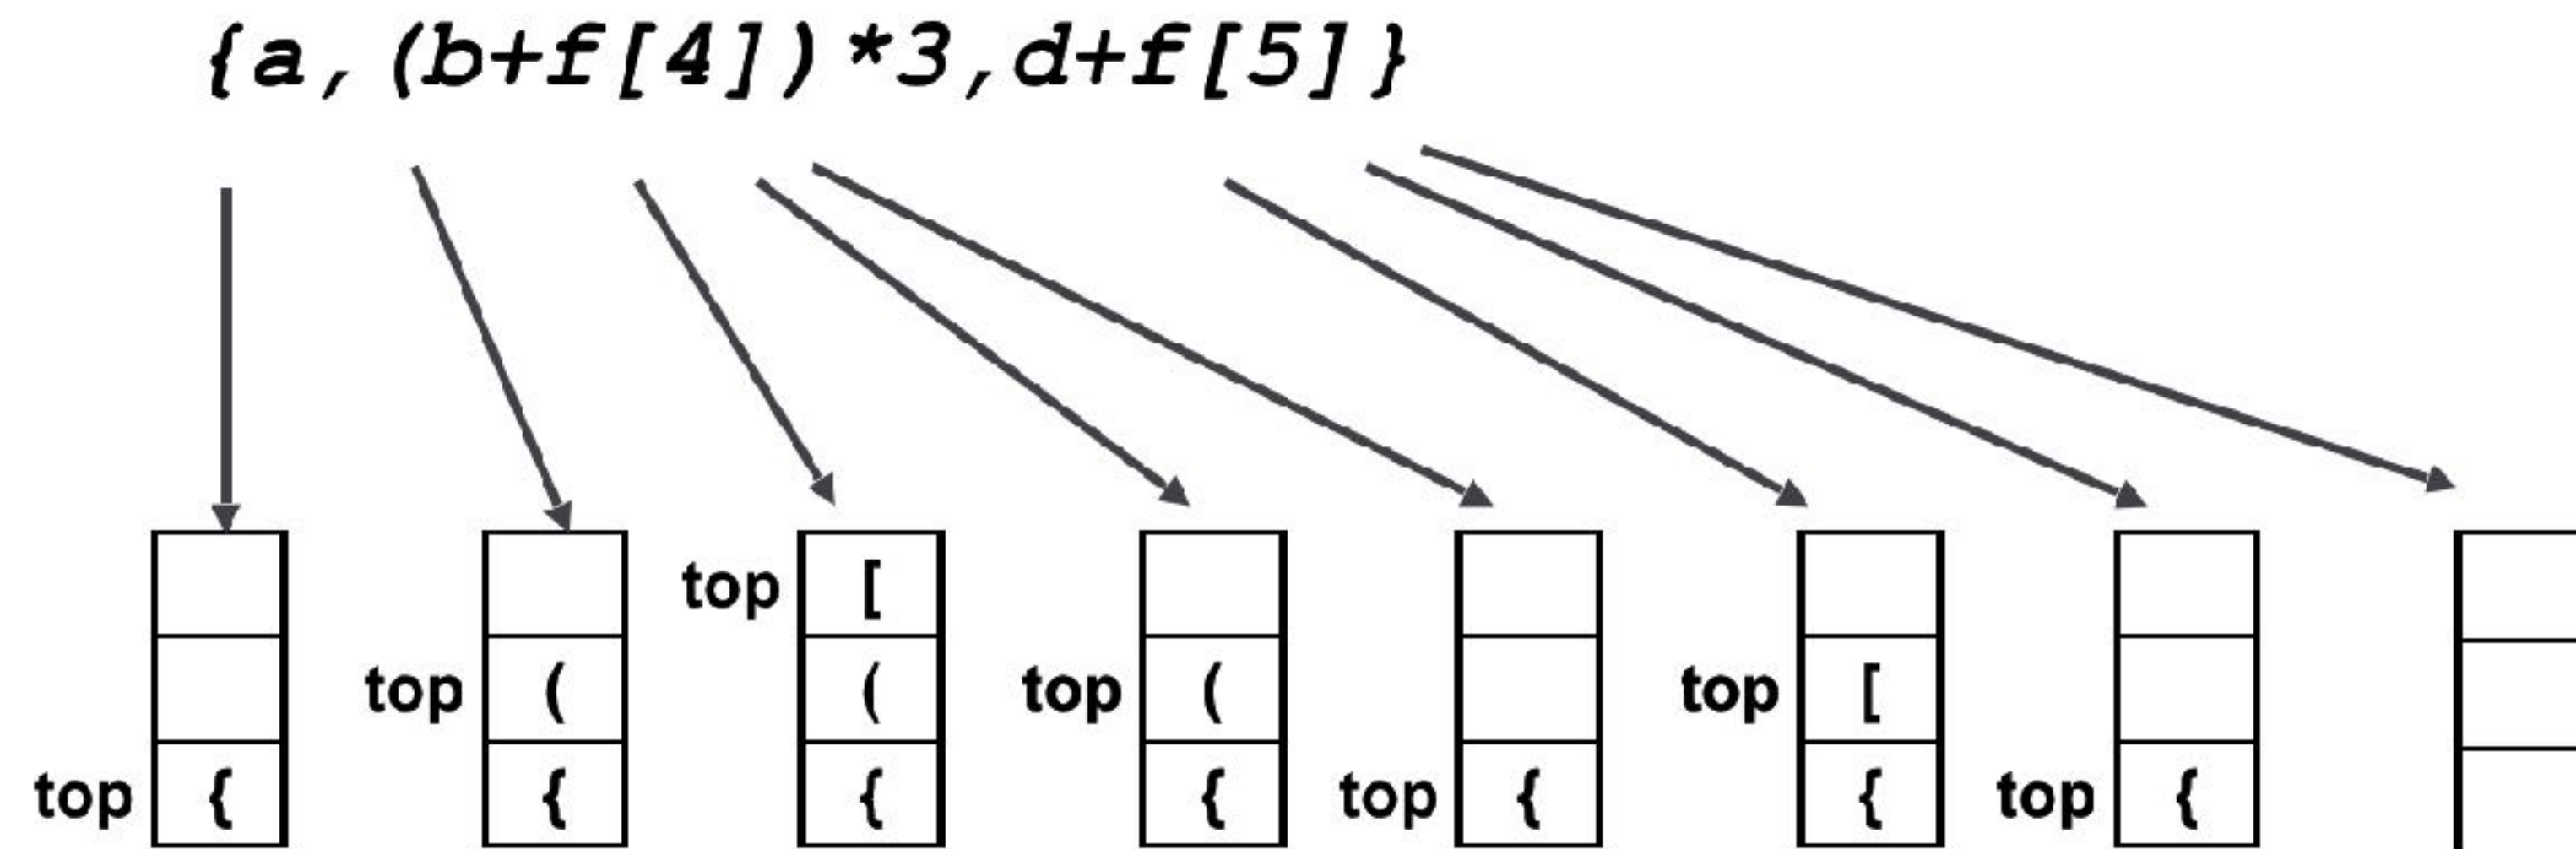 {a,(b+f[4])*3,d+f[5]}
top [
top ( ( top ( top [
top { { { { top { { top {